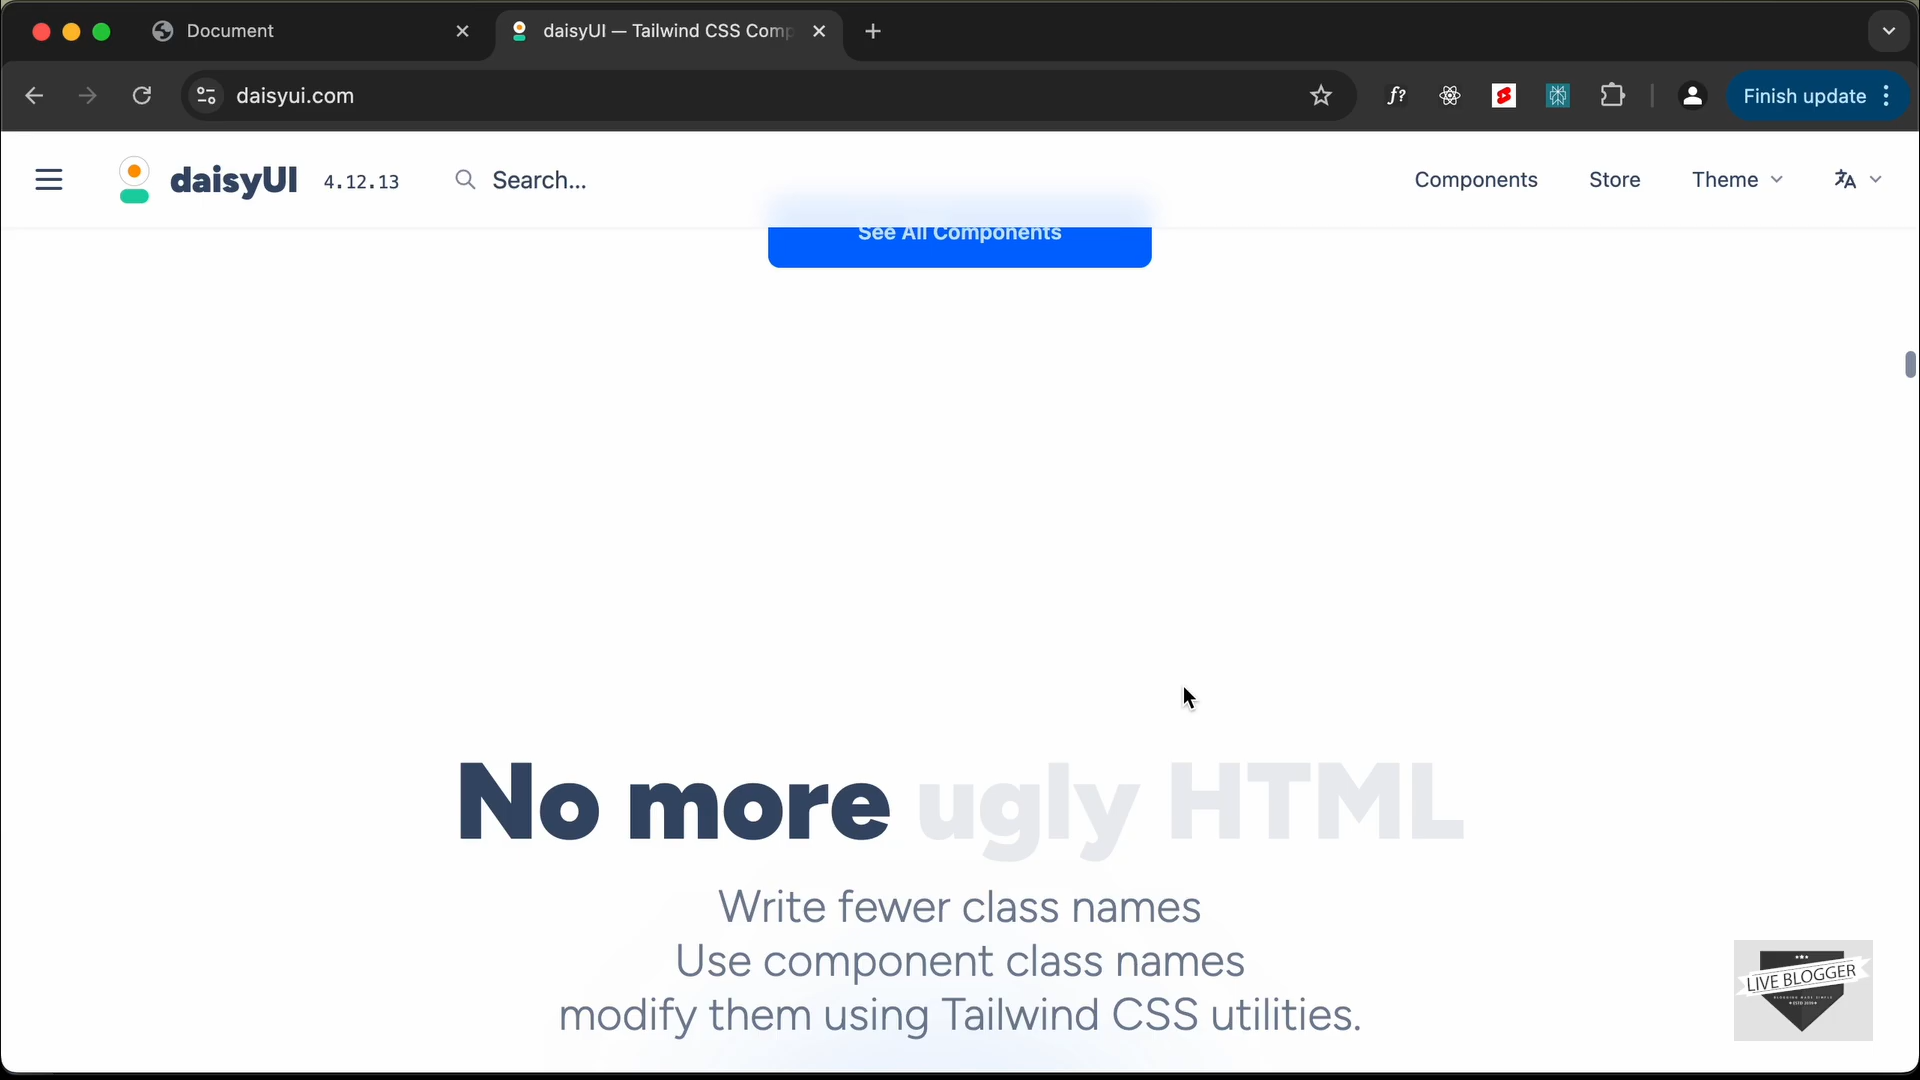 Document
daisyUI — Tailwind CSS Comp
daisyui.com
f?
Finish update
daisyUI
4.12.13
Search...
Components
Store
Theme
See All Components
No more ugly HTML
Write fewer class names
Use component class names
modify them using Tailwind CSS utilities.
LIVE BLOGGER